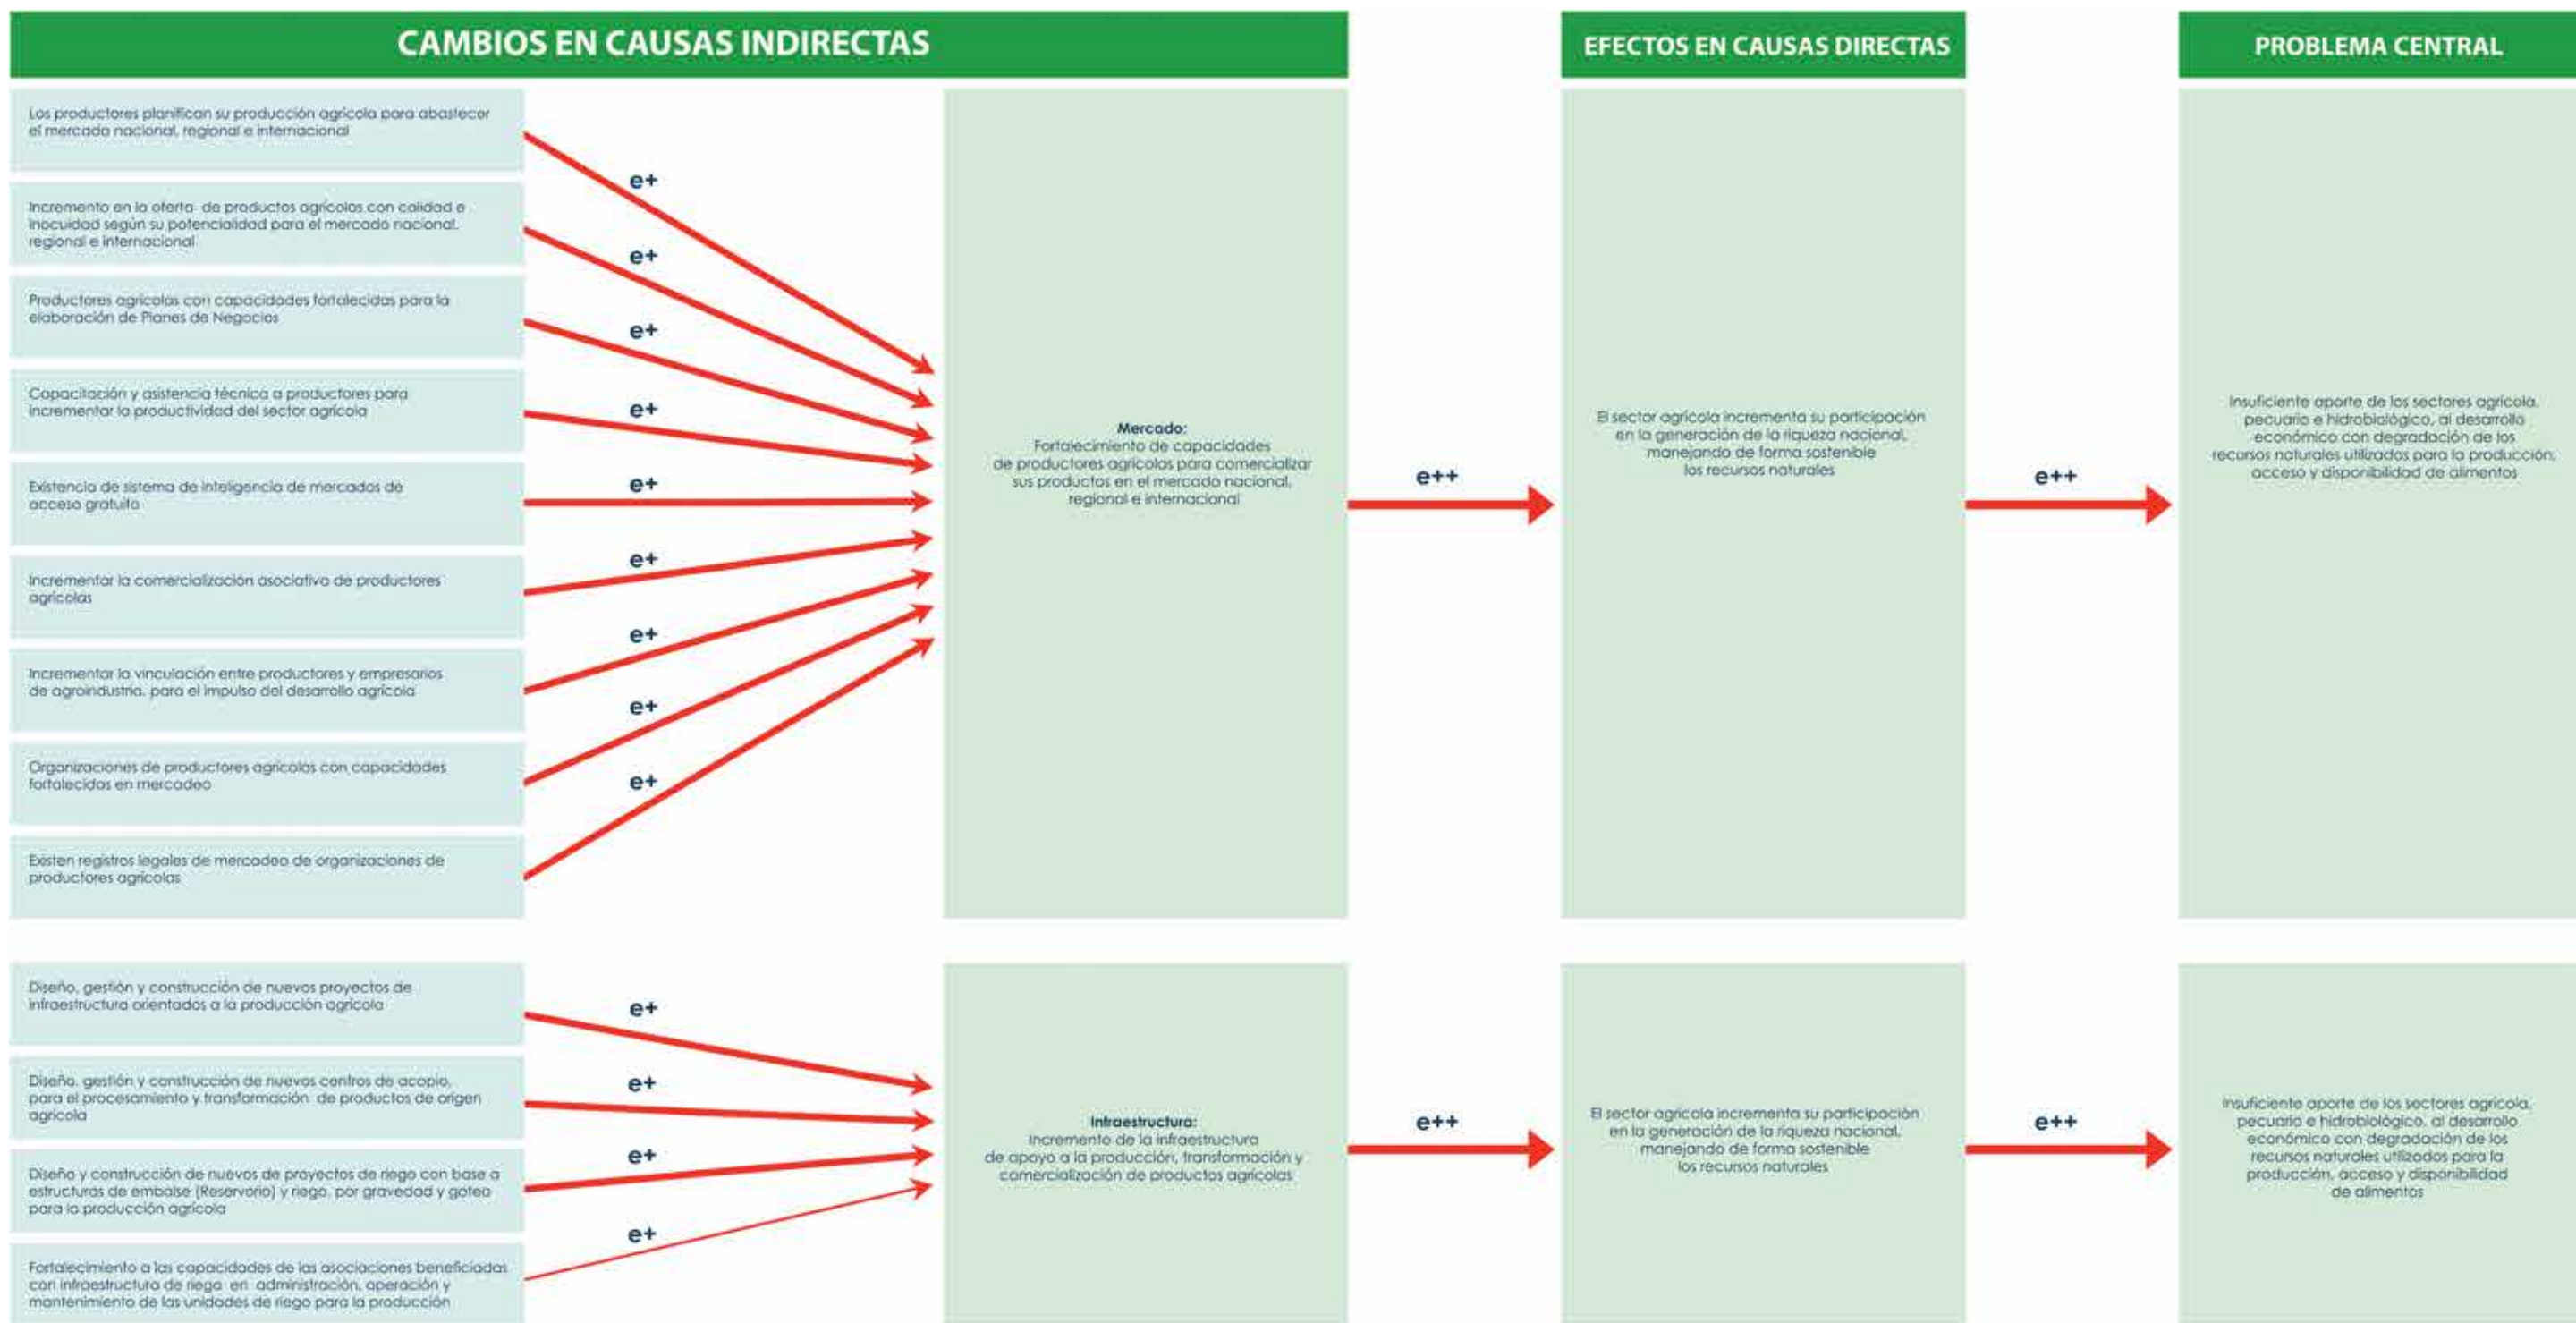 CAMBIOS EN CAUSAS INDIRECTAS
EFECTOS EN CAUSAS DIRECTAS
PROBLEMA CENTRAL
Los productores planifican su producción agrícola para abastecer
el mercado nacional, regional e internacional
e+
Incremento en la oferta de productos agrícolas con calidad e
inocuidad según su potencialidad para el mercado nacional,
regional e internacional
e+
Productores agrícolas con capacidades fortalecidas para la
elaboración de Planes de Negocios
e+
Capacitación y asistencia técnica a productores para
incrementar la productividad del sector agrícola
e+
Existencia de sistema de inteligencia de mercados de
acceso gratuito
e+
Incrementar la comercialización asociativa de productores
agrícolas
e+
Incrementar la vinculación entre productores y empresarios
de agroindustria, para el impulso del desarrollo agrícola
e+
Organizaciones de productores agrícolas con capacidades
fortalecidas en mercadeo
e+
Existen registros legales de mercadeo de organizaciones de
productores agrícolas
e+
Mercado:
Fortalecimiento de capacidades
de productores agrícolas para comercializar
sus productos en el mercado nacional,
regional e internacional
e++
El sector agrícola incrementa su participación
en la generación de la riqueza nacional,
manejando de forma sostenible
los recursos naturales
e++
Insuficiente aporte de los sectores agrícola,
pecuario e hidrobiológico, al desarrollo
económico con degradación de los
recursos naturales utilizados para la producción,
acceso y disponibilidad de alimentos
Diseño, gestión y construcción de nuevos proyectos de
infraestructura orientados a la producción agrícola
e+
Diseño, gestión y construcción de nuevos centros de acopio,
para el procesamiento y transformación de productos de origen
agrícola
e+
Diseño y construcción de nuevos de proyectos de riego con base a
estructuras de embalse (Reservorio) y riego, por gravedad y goteo
para la producción agrícola
e+
Fortalecimiento a las capacidades de las asociaciones beneficiadas
con infraestructura de riego en administración, operación y
mantenimiento de las unidades de riego para la producción
e+
Infraestructura:
Incremento de la infraestructura
de apoyo a la producción, transformación y
comercialización de productos agrícolas
e++
El sector agrícola incrementa su participación
en la generación de la riqueza nacional,
manejando de forma sostenible
los recursos naturales
e++
Insuficiente aporte de los sectores agrícola,
pecuario e hidrobiológico, al desarrollo
económico con degradación de los
recursos naturales utilizados para la
producción, acceso y disponibilidad
de alimentos